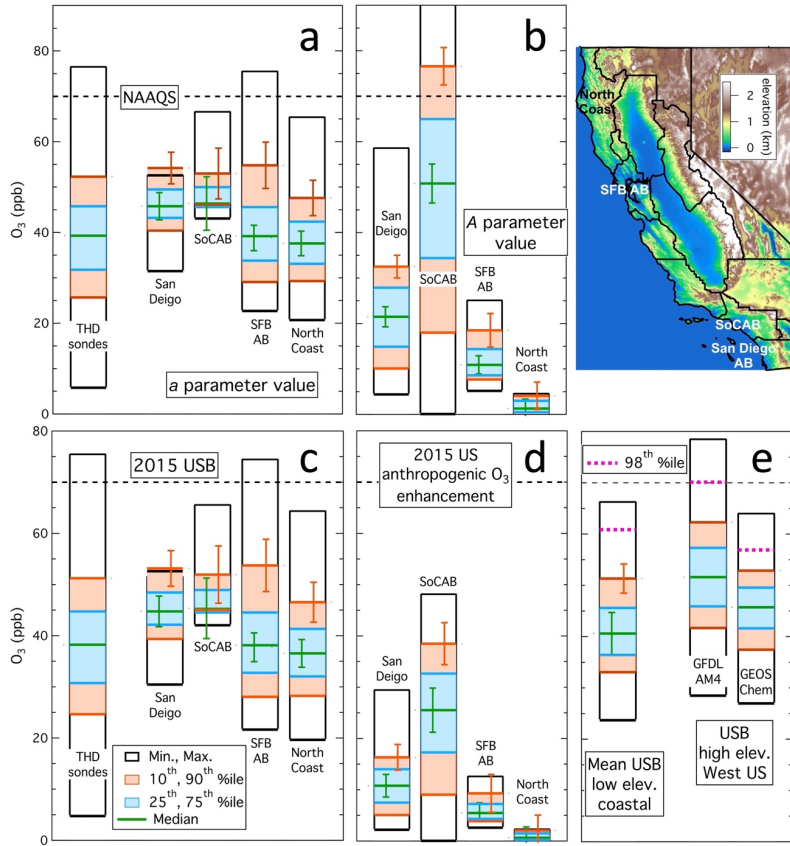 a
80
60
40
20
0
O3 (ppb)
NAAQS
THD
sondes
San
Deigo
SoCAB
SFB
AB
North
Coast
a parameter value
b
San
Deigo
SoCAB
A parameter
value
SFB
AB
North
Coast
North
Coast
SFB AB
SoCAB
San Diego
AB
2
1
0
elevation (km)
c
80
60
40
20
0
O3 (ppb)
2015 USB
THD
sondes
San
Deigo
SoCAB
SFB
AB
North
Coast
Min., Max.
10th, 90th %ile
25th, 75th %ile
Median
d
2015 US
anthropogenic O3
enhancement
San
Deigo
SoCAB
SFB
AB
North
Coast
e
98th %ile
GFDL
AM4
GEOS
Chem
Mean USB
low elev.
coastal
USB
high elev.
West US